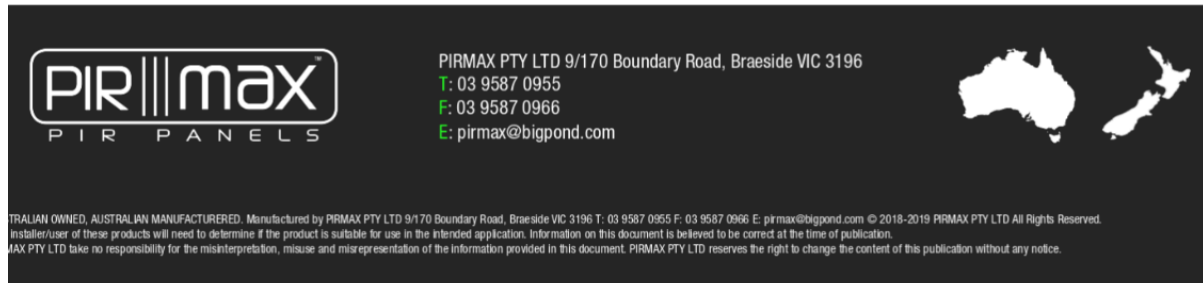 PIR|||max™
PIR PANELS
PIRMAX PTY LTD 9/170 Boundary Road, Braeside VIC 3196
T: 03 9587 0955
F: 03 9587 0966
E: pirmax@bigpond.com
TRALIAN OWNED, AUSTRALIAN MANUFACTURERED. Manufactured by PIRMAX PTY LTD 9/170 Boundary Road, Braeside VIC 3196 T: 03 9587 0955 F: 03 9587 0966 E: pirmax@bigpond.com © 2018-2019 PIRMAX PTY LTD All Rights Reserved.
installer/user of these products will need to determine if the product is suitable for use in the intended application. Information on this document is believed to be correct at the time of publication.
MAX PTY LTD take no responsibility for the misinterpretation, misuse and misrepresentation of the information provided in this document. PIRMAX PTY LTD reserves the right to change the content of this publication without any notice.